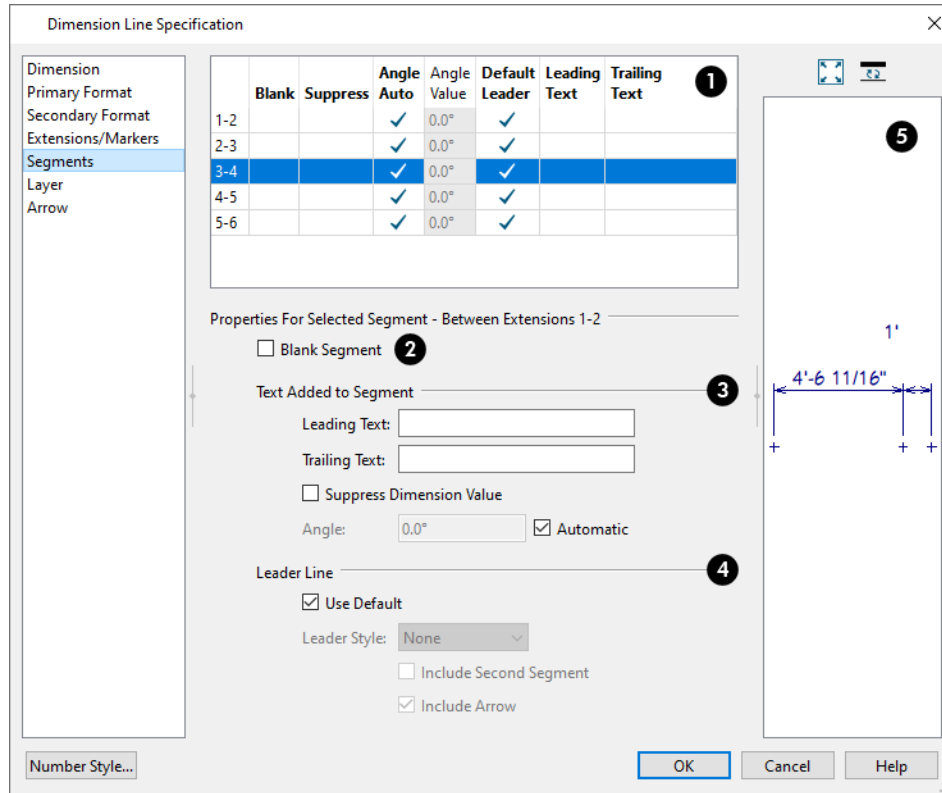 Dimension Line Specification
Dimension
Primary Format
Secondary Format
Extensions/Markers
Segments
Layer
Arrow
Blank Suppress Angle Auto Angle Value Default Leader Leading Text Trailing Text 1
1-2 0.0°
2-3 0.0°
3-4 0.0°
4-5 0.0°
5-6 0.0°
Properties For Selected Segment - Between Extensions 1-2
Blank Segment 2
Text Added to Segment 3
Leading Text:
Trailing Text:
Suppress Dimension Value
Angle: 0.0° Automatic
Leader Line 4
Use Default
Leader Style: None
Include Second Segment
Include Arrow
5
1'
4'-6 11/16"
Number Style... OK Cancel Help